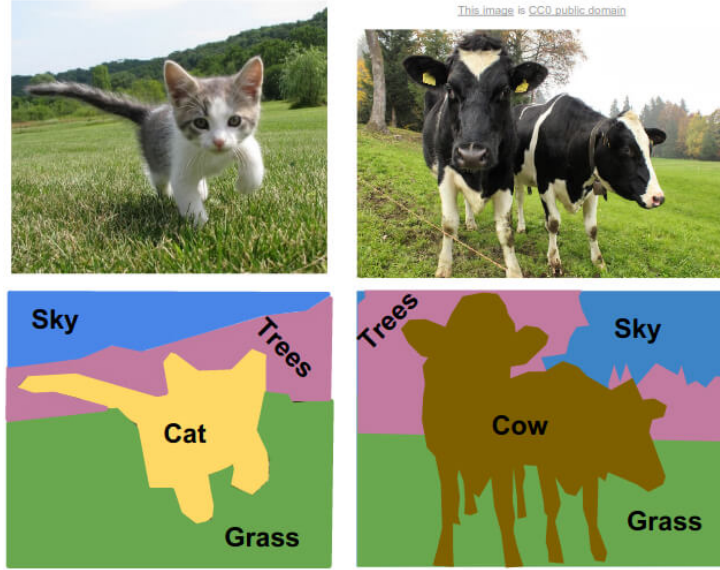 This image is CC0 public domain
Sky
Trees
Cat
Grass
Trees
Sky
Cow
Grass